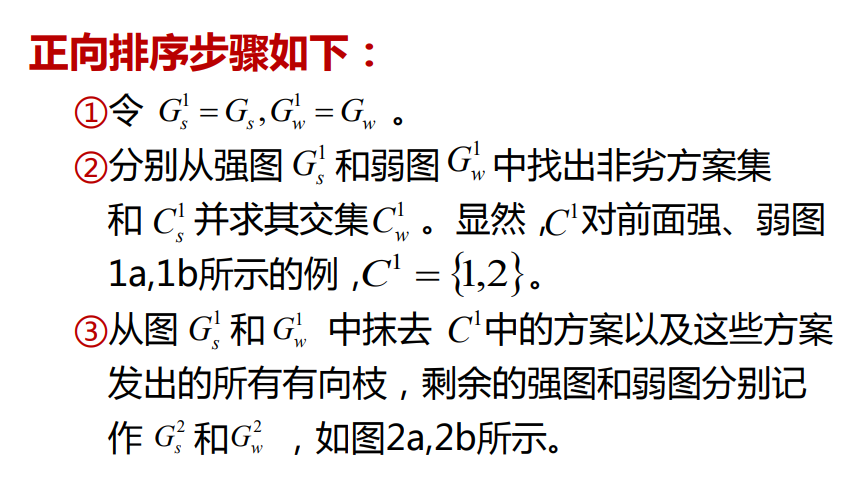 正向排序步骤如下：
①令 $G_s^1 = G_s, G_w^1 = G_w$ 。
②分别从强图 $G_s^1$ 和弱图 $G_w^1$ 中找出非劣方案集
和 $C_s^1$ 并求其交集 $C_w^1$ 。显然，$C^1$ 对前面强、弱图
1a,1b所示的例，$C^1 = \{1,2\}$。
③从图 $G_s^1$ 和 $G_w^1$ 中抹去 $C^1$ 中的方案以及这些方案
发出的所有有向枝，剩余的强图和弱图分别记
作 $G_s^2$ 和 $G_w^2$ ，如图2a,2b所示。